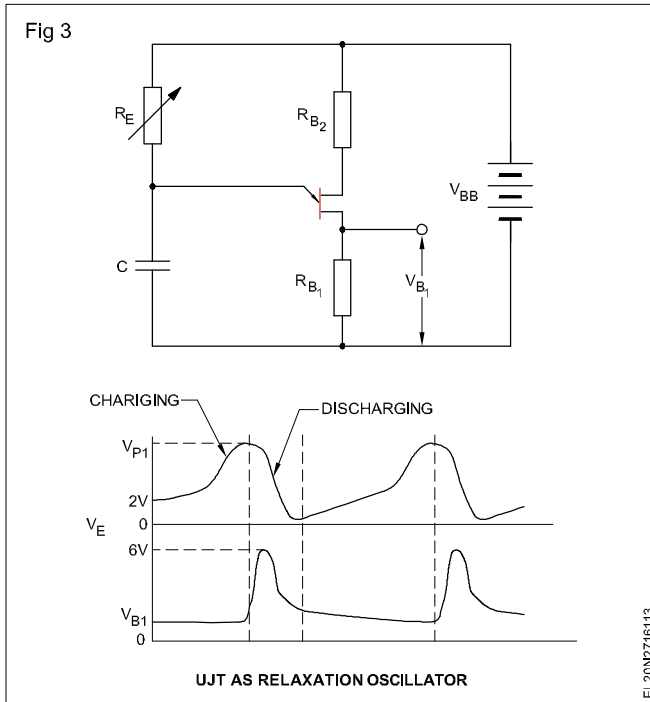 Fig 3
R_E
R_B2
V_BB
C
R_B1
V_B1
CHARIGING
DISCHARGING
V_P1
2V
V_E
0
6V
V_B1
0
UJT AS RELAXATION OSCILLATOR
EL20N2716113